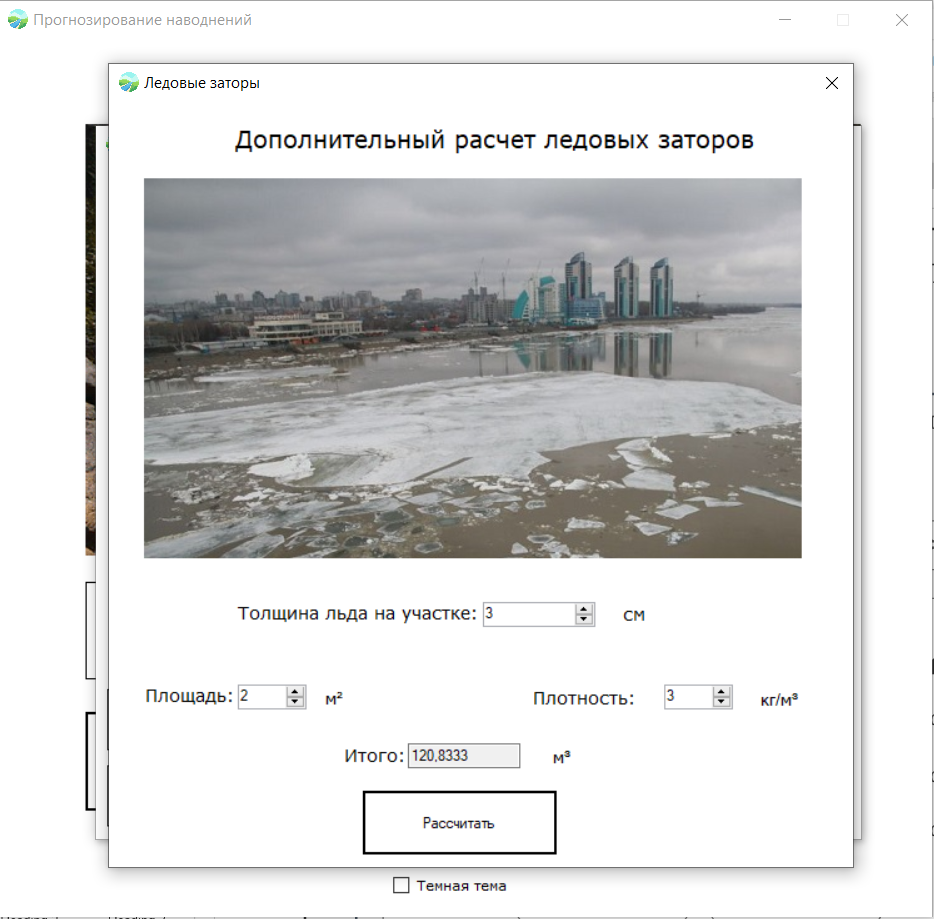 Прогнозирование наводнений
Ледовые заторы
Дополнительный расчет ледовых заторов
Толщина льда на участке: 3 см
Площадь: 2 м² Плотность: 3 кг/м³
Итого: 120,8333 м³
Рассчитать
Темная тема